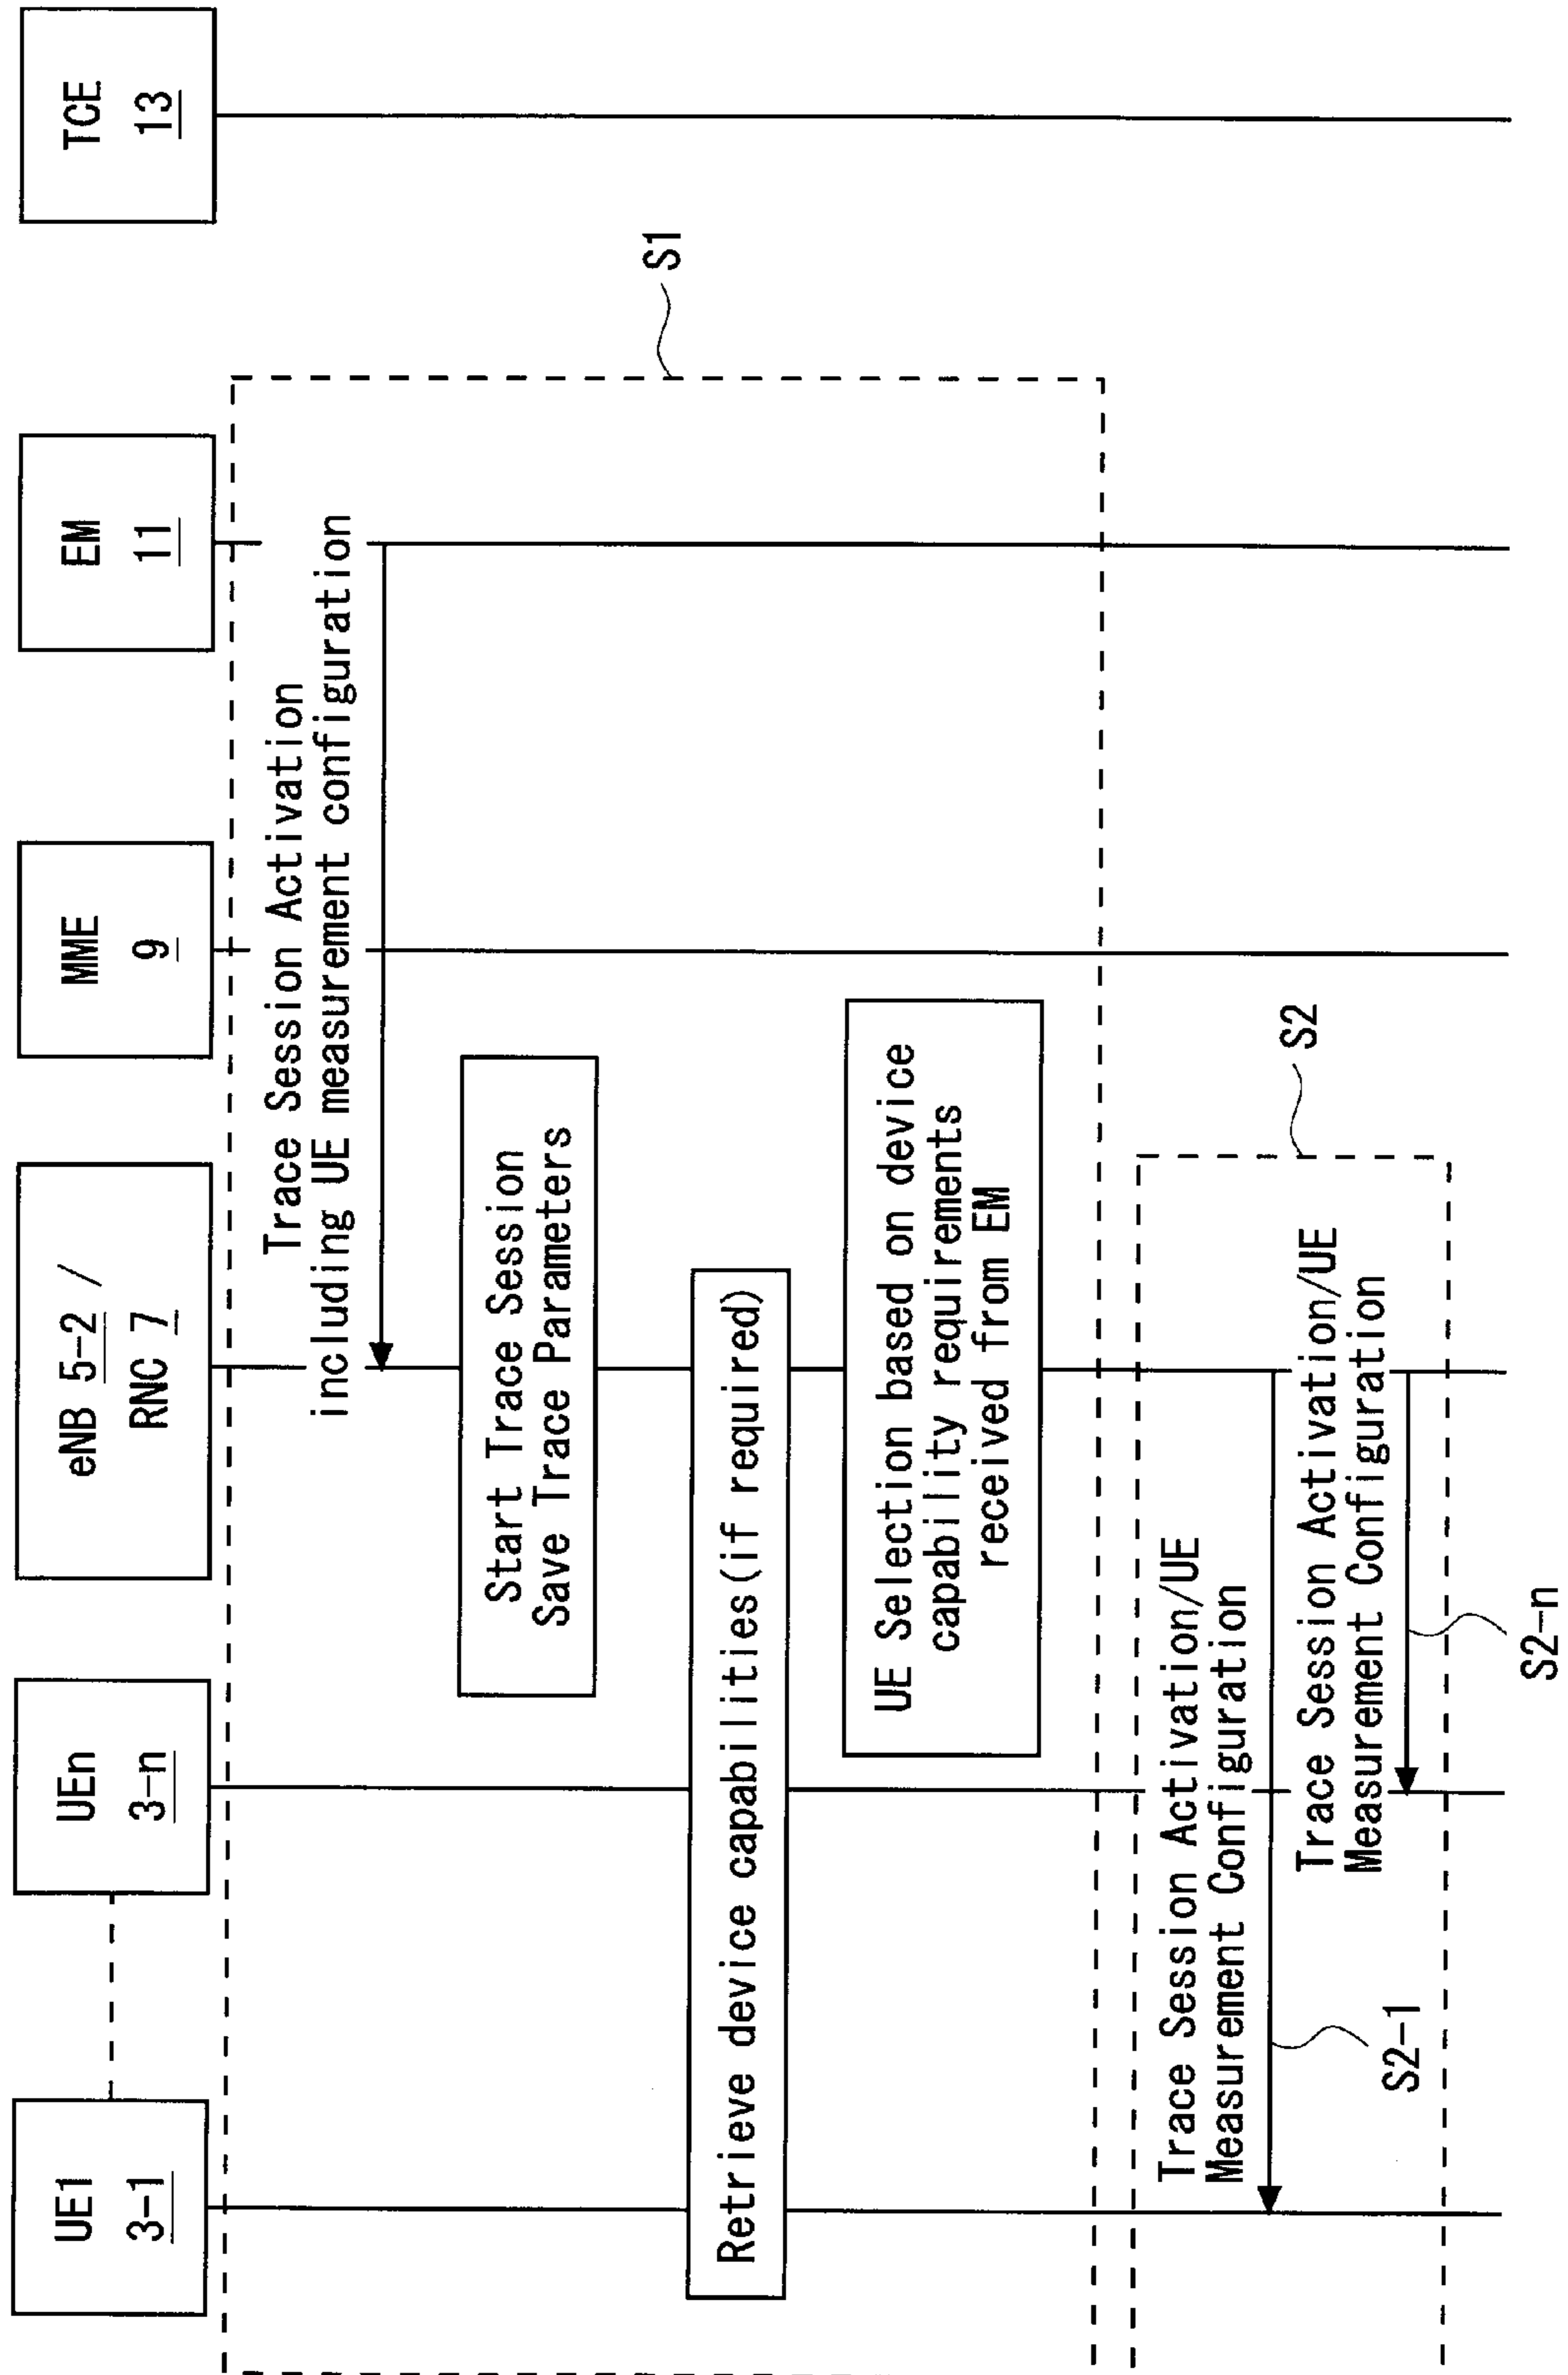 UE1
3-1
UEn
3-n
eNB 5-2 /
RNC 7
MME
9
EM
11
TCE
13
Trace Session Activation
including UE measurement configuration
S1
Start Trace Session
Save Trace Parameters
Retrieve device capabilities(if required)
UE Selection based on device
capability requirements
received from EM
S2
Trace Session Activation/UE
Measurement Configuration
S2-1
Trace Session Activation/UE
Measurement Configuration
S2-n